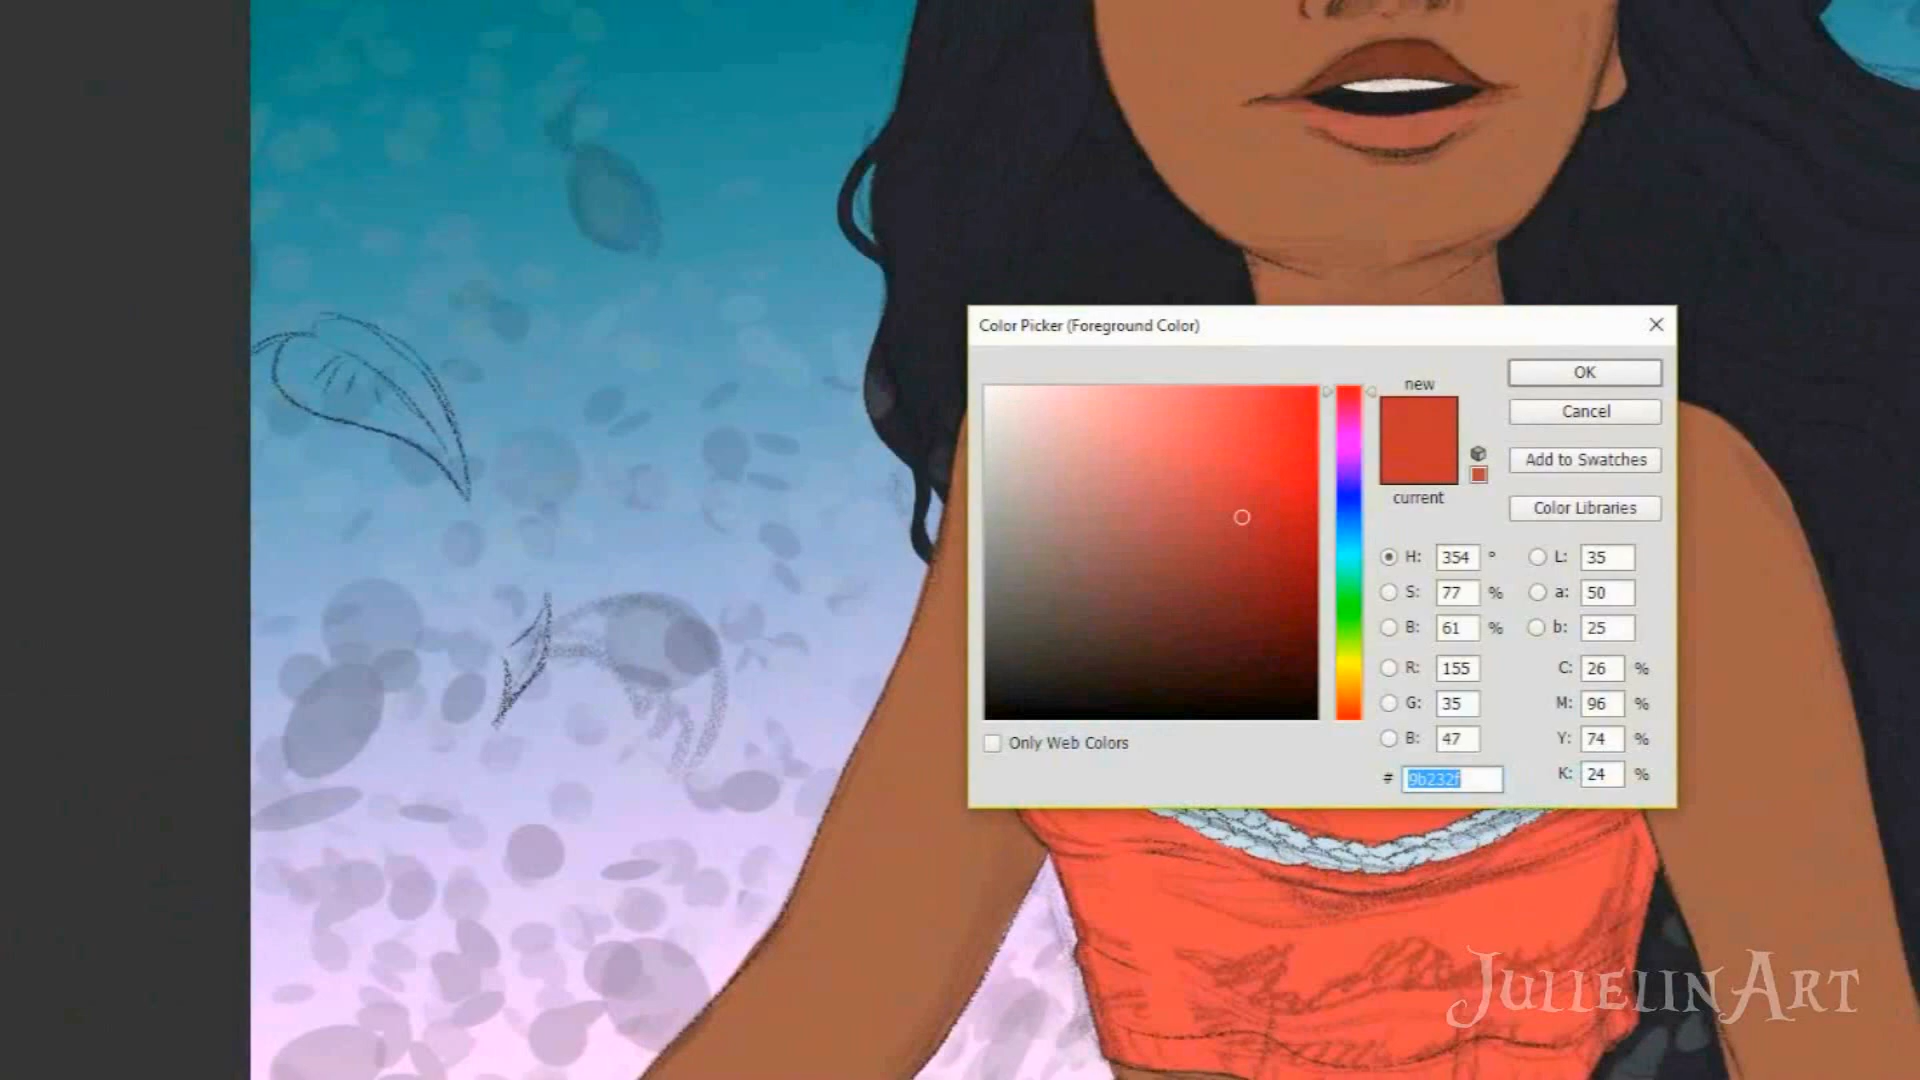 Color Picker (Foreground Color)
new
current
OK
Cancel
Add to Swatches
Color Libraries
H: 354 °
S: 77 %
B: 61 %
R: 155
G: 35
B: 47
# 9b232f
L: 35
a: 50
b: 25
C: 26 %
M: 96 %
Y: 74 %
K: 24 %
Only Web Colors
JullelinArt